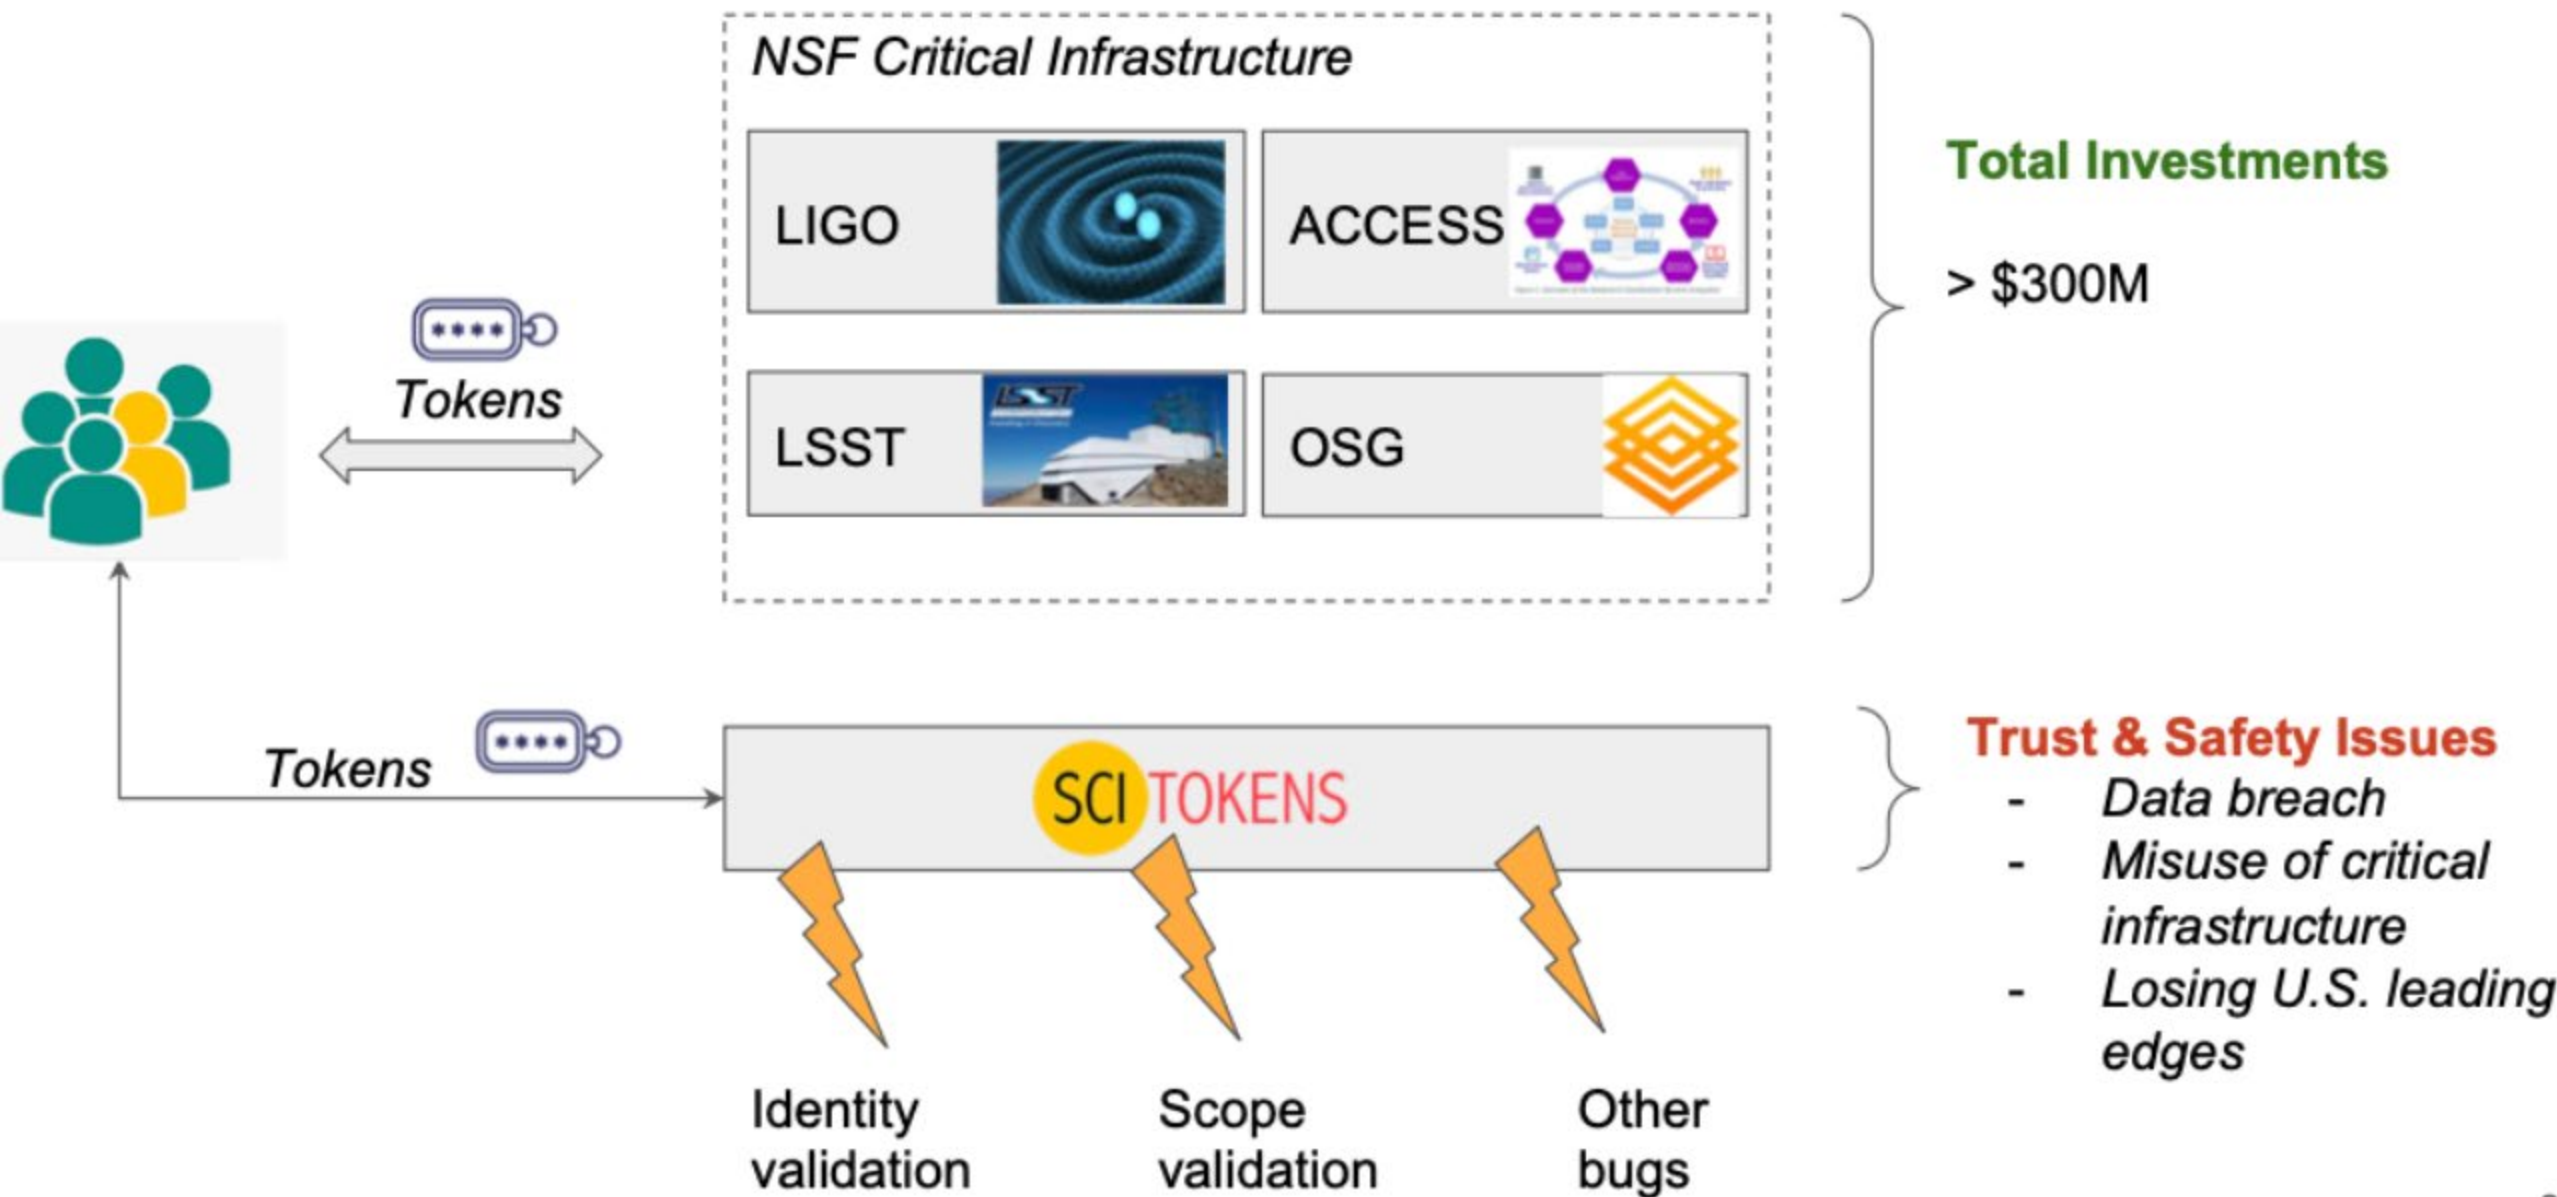 NSF Critical Infrastructure
LIGO
ACCESS
LSST
LSST
OSG
Total Investments
> $300M
****
Tokens
Tokens
****
SCI TOKENS
Trust & Safety Issues
- Data breach
- Misuse of critical
infrastructure
- Losing U.S. leading
edges
Identity
validation
Scope
validation
Other
bugs